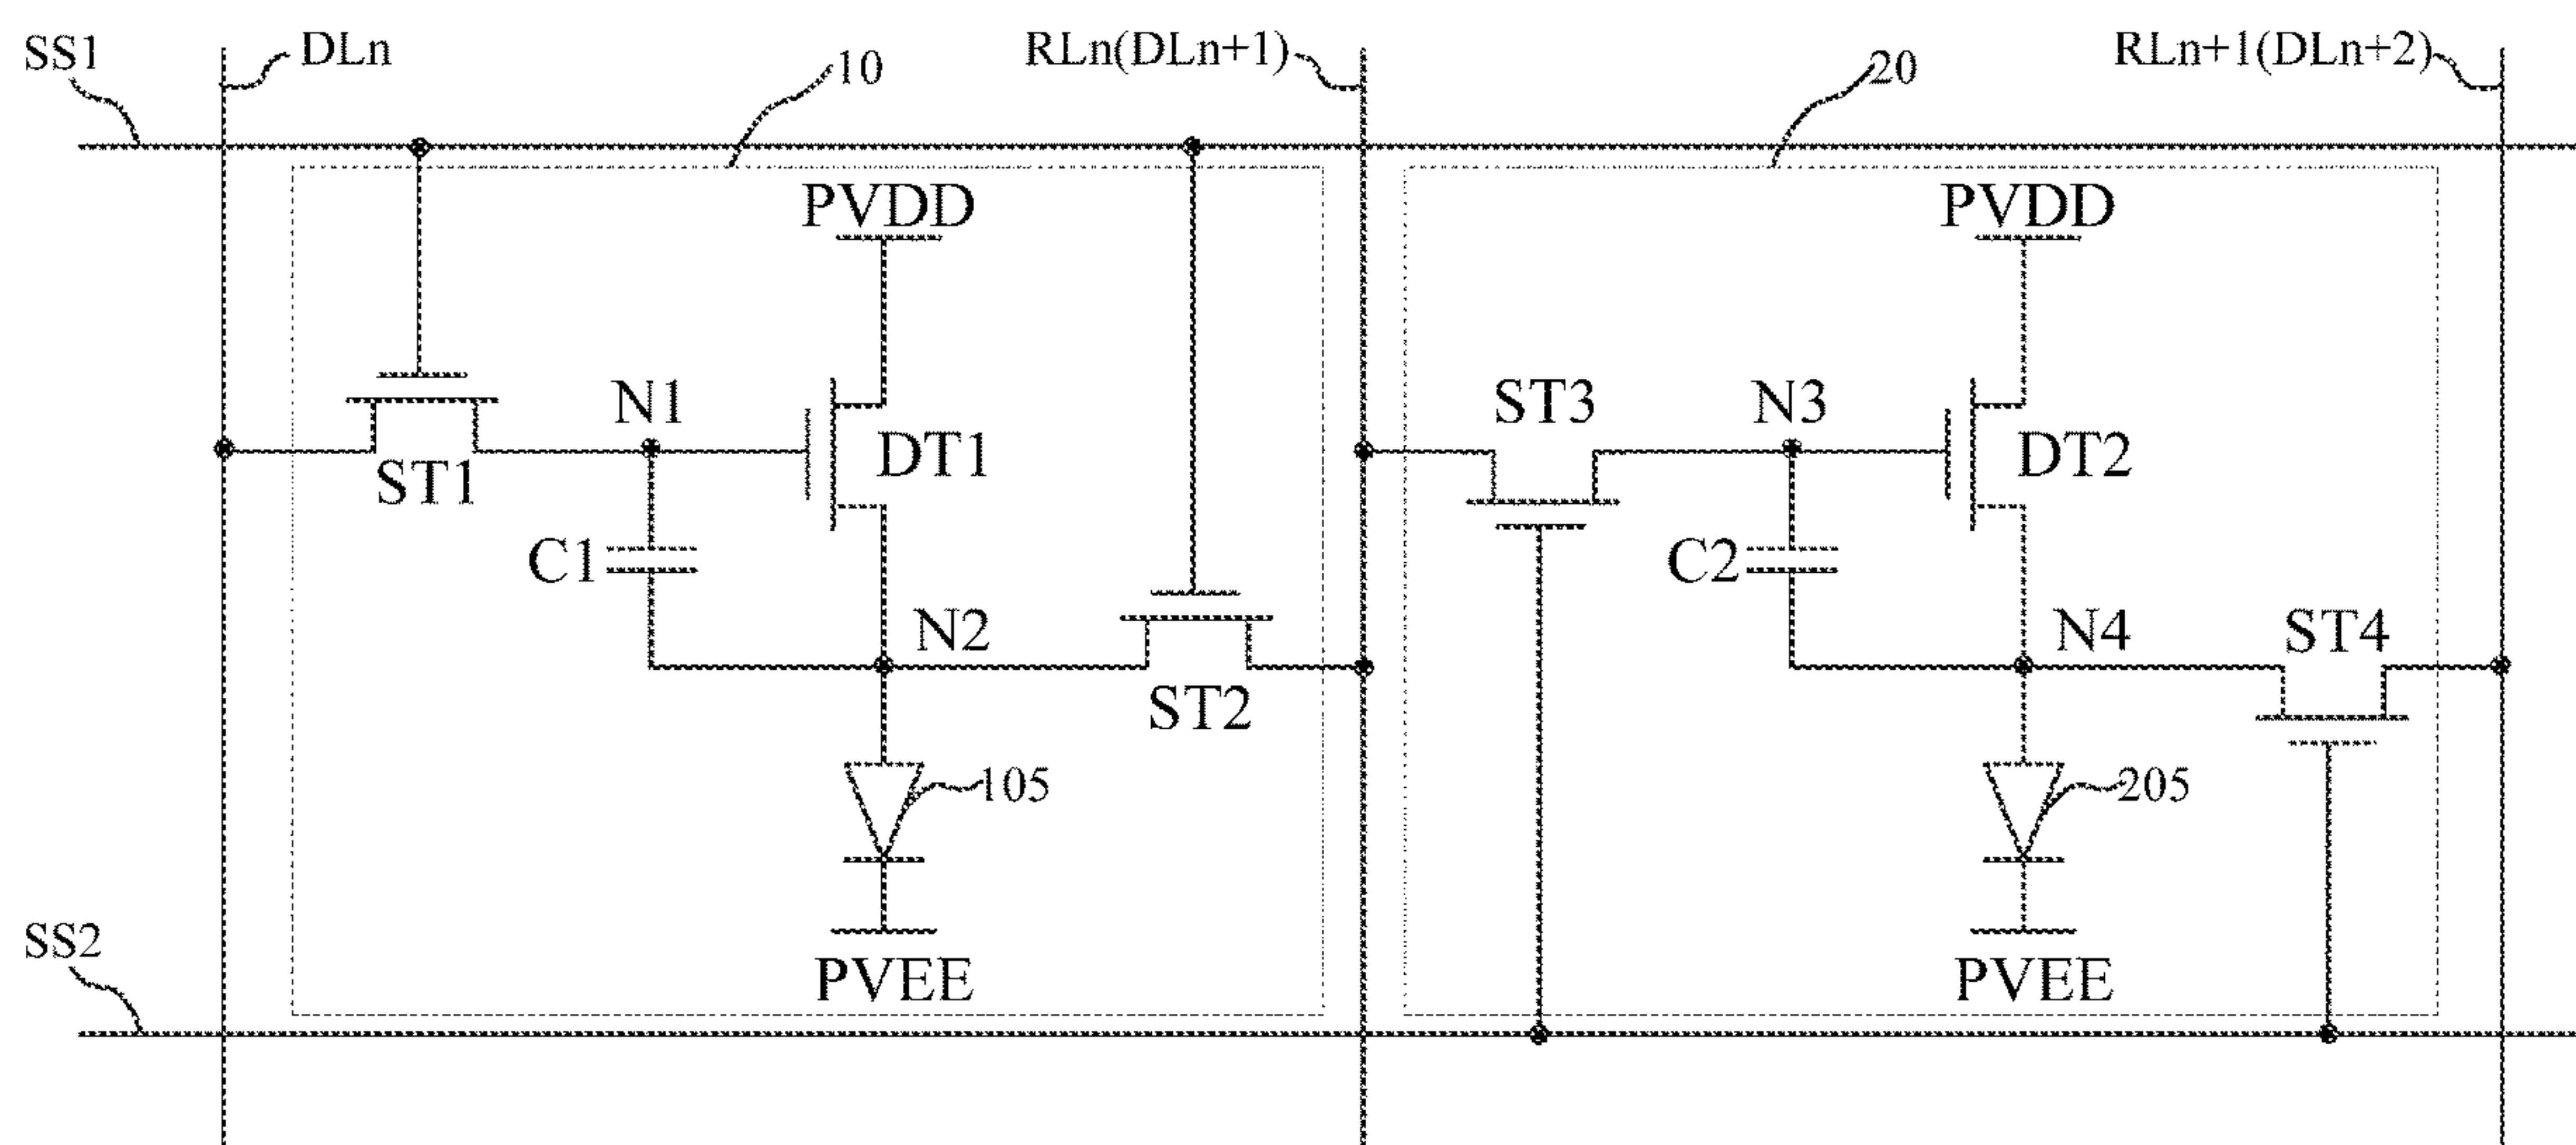 SS1
DLn
10
RLn(DLn+1)
20
RLn+1(DLn+2)
PVDD
PVDD
N1
ST3
N3
ST1
DT1
DT2
C1
C2
N2
N4
ST4
ST2
105
205
SS2
PVEE
PVEE